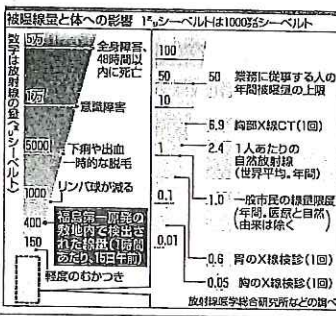 被曝線量と体への影響 1㍉シーベルトは1000㍃シーベルト
数字は放射線の量(㍉シーベルト)
5万
全身障害、
48時間以
内に死亡
1万
意識障害
5000
下痢や出血
一時的な脱毛
1000
リンパ球が減る
400
150
福島第一原発の
敷地内で検出さ
れた線量(1時間
あたり、15日午前)
軽度のむかつき
100
50
10
1
0.1
0.01
50 業務に従事する人の
年間被曝量の上限
6.9 胸部X線CT(1回)
2.4 1人あたりの
自然放射線
(世界平均。年間)
1.0 一般市民の線量限度
(年間。医療と自然
由来は除く)
0.6 胃のX線検診(1回)
0.05 胸のX線検診(1回)
放射線医学総合研究所などの調べ